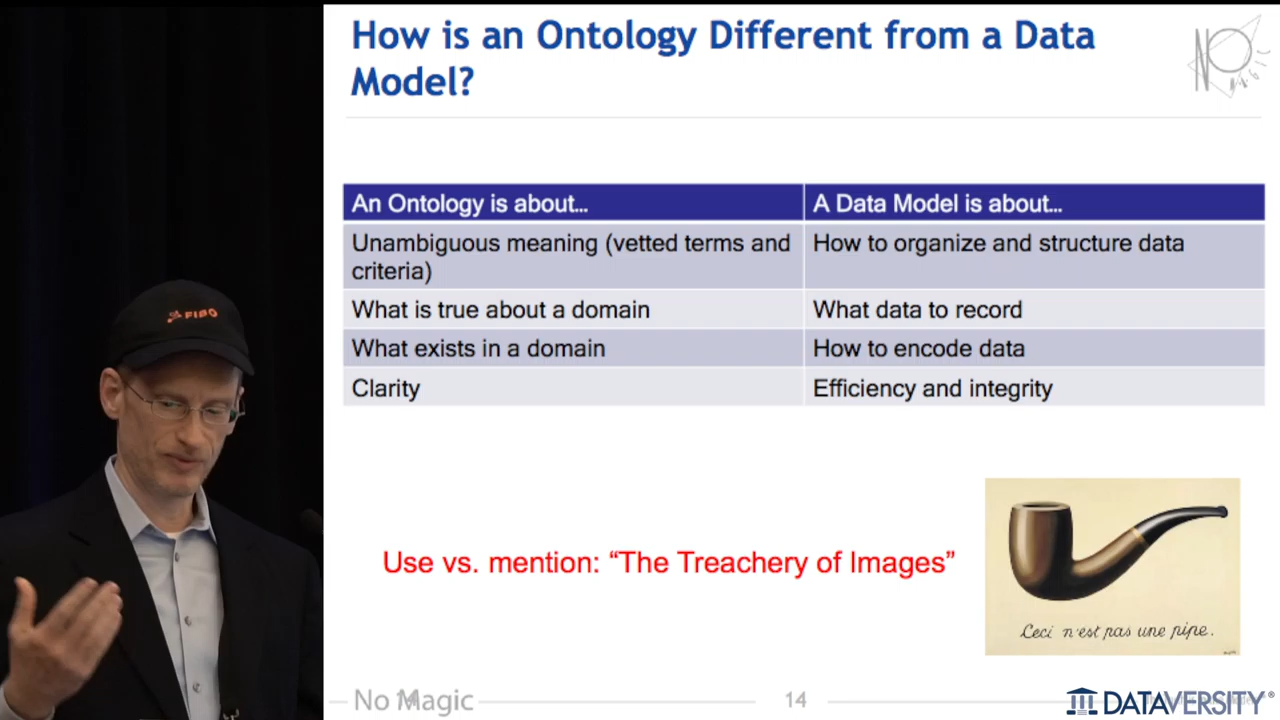 How is an Ontology Different from a Data
Model?
NO MAGIC
An Ontology is about…
A Data Model is about…
Unambiguous meaning (vetted terms and
criteria)
How to organize and structure data
What is true about a domain
What data to record
What exists in a domain
How to encode data
Clarity
Efficiency and integrity
FIBO
Use vs. mention: “The Treachery of Images”
Ceci n'est pas une pipe.
No Magic
14
DATAVERSITY®